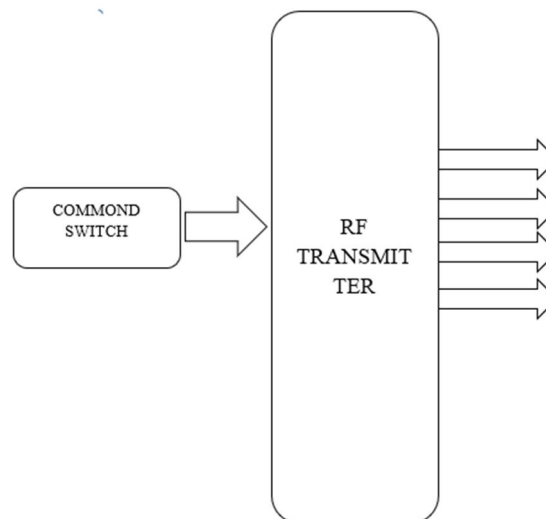 COMMOND
SWITCH
RF
TRANSMIT
TER